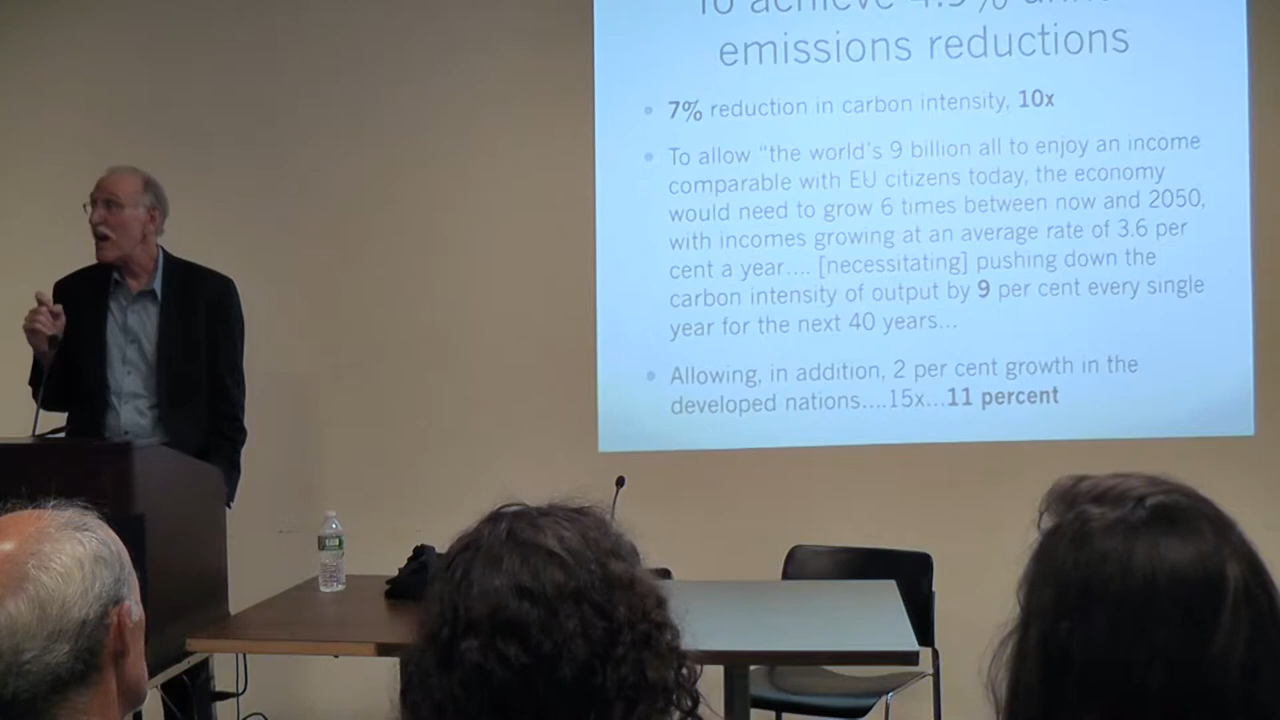 To achieve 4.9%
emissions reductions
• 7% reduction in carbon intensity, 10x
• To allow “the world's 9 billion all to enjoy an income
comparable with EU citizens today, the economy
would need to grow 6 times between now and 2050,
with incomes growing at an average rate of 3.6 per
cent a year.... [necessitating] pushing down the
carbon intensity of output by 9 per cent every single
year for the next 40 years...
• Allowing, in addition, 2 per cent growth in the
developed nations....15x...11 percent